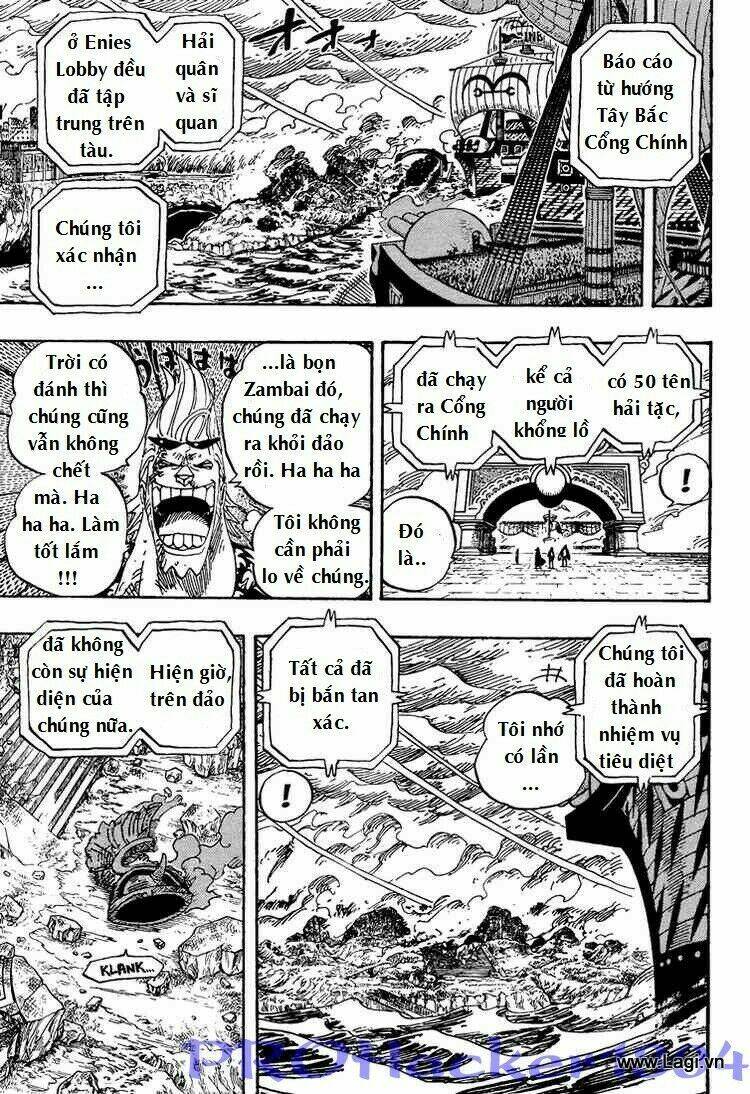 Báo cáo
từ hướng
Tây Bắc
Cổng Chính
Hải
quân
và sĩ
quan
ở Enies
Lobby đều
đã tập
trung trên
tàu.
Chúng tôi
xác nhận
...
có 50 tên
hải tặc,
kể cả
người
khổng lồ
đã chạy
ra Cổng
Chính
!
Đó
là..
...là bọn
Zambai đó,
chúng đã chạy
ra khỏi đảo
rồi. Ha ha ha
Tôi không
cần phải
lo về chúng.
Trời có
đánh thì
chúng cũng
vẫn không
chết
mà. Ha
ha ha. Làm
tốt lắm
!!!
Chúng tôi
đã hoàn
thành
nhiệm vụ
tiêu diệt
Tôi nhớ
có lần
...
Tất cả đã
bị bắn tan
xác.
!
Hiện giờ,
trên đảo
đã không
còn sự hiện
diện của
chúng nữa.
KLANK...
www.Lagi.vn